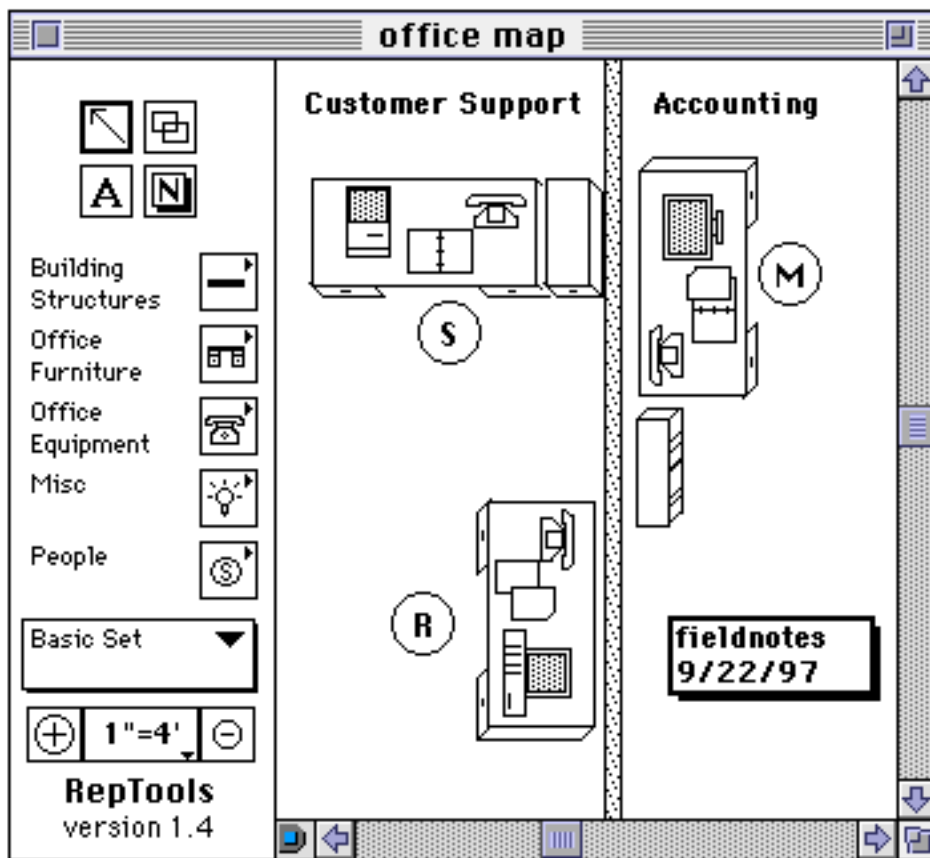 office map
Customer Support
Accounting
A
N
Building
Structures
Office
Furniture
Office
Equipment
Misc
People
S
Basic Set
1"=4'
RepTools
version 1.4
S
M
R
fieldnotes
9/22/97